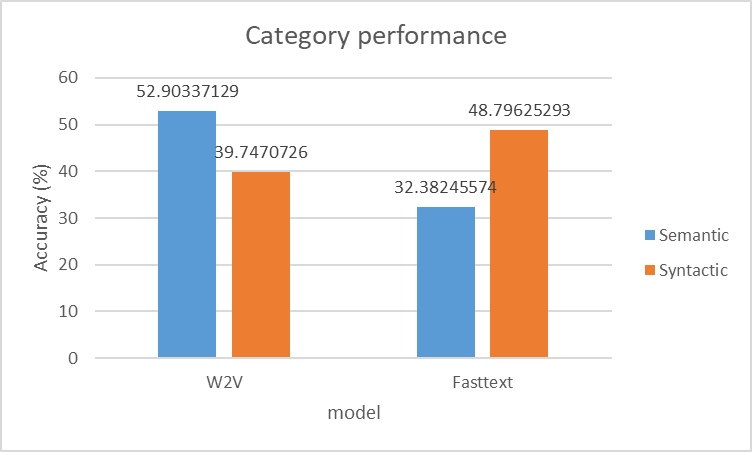 Category performance
60
50
40
30
20
10
0
Accuracy (%)
52.90337129
39.7470726
32.38245574
48.79625293
W2V
Fasttext
model
Semantic
Syntactic